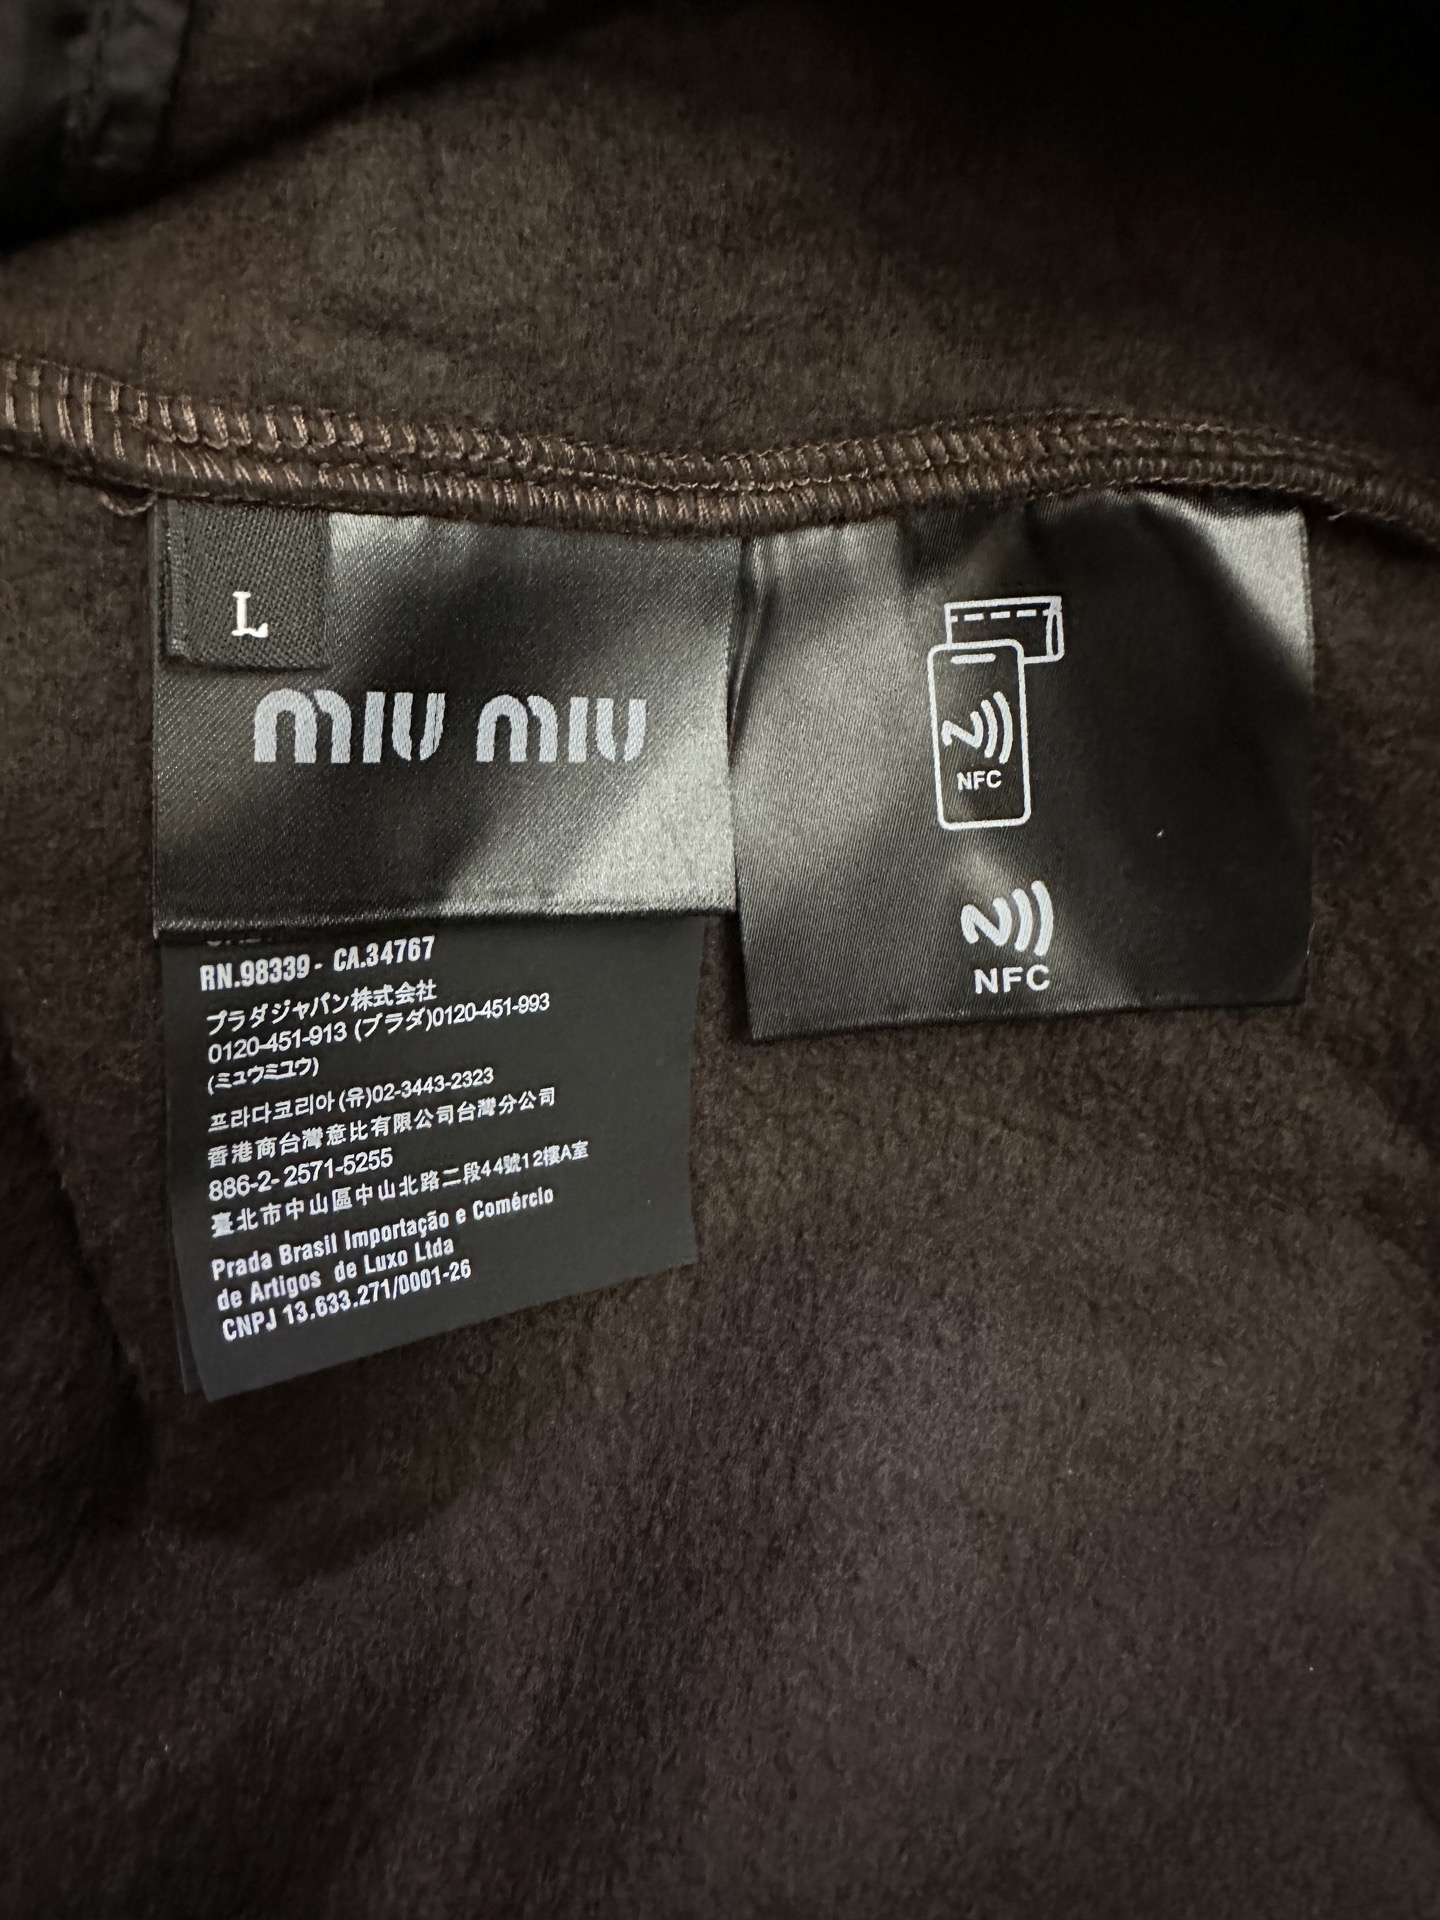 L
miu miu
NFC
NFC
RN.98339 - CA.34767
プラダジャパン株式会社
0120-451-913 (プラダ)0120-451-993
(ミュウミュウ)
프라다코리아(유)02-3443-2323
香港商台灣意比有限公司台灣分公司
886-2-2571-5255
臺北市中山區中山北路二段44號12樓A室
Prada Brasil Importação e Comércio
de Artigos de Luxo Ltda
CNPJ 13.633.271/0001-26